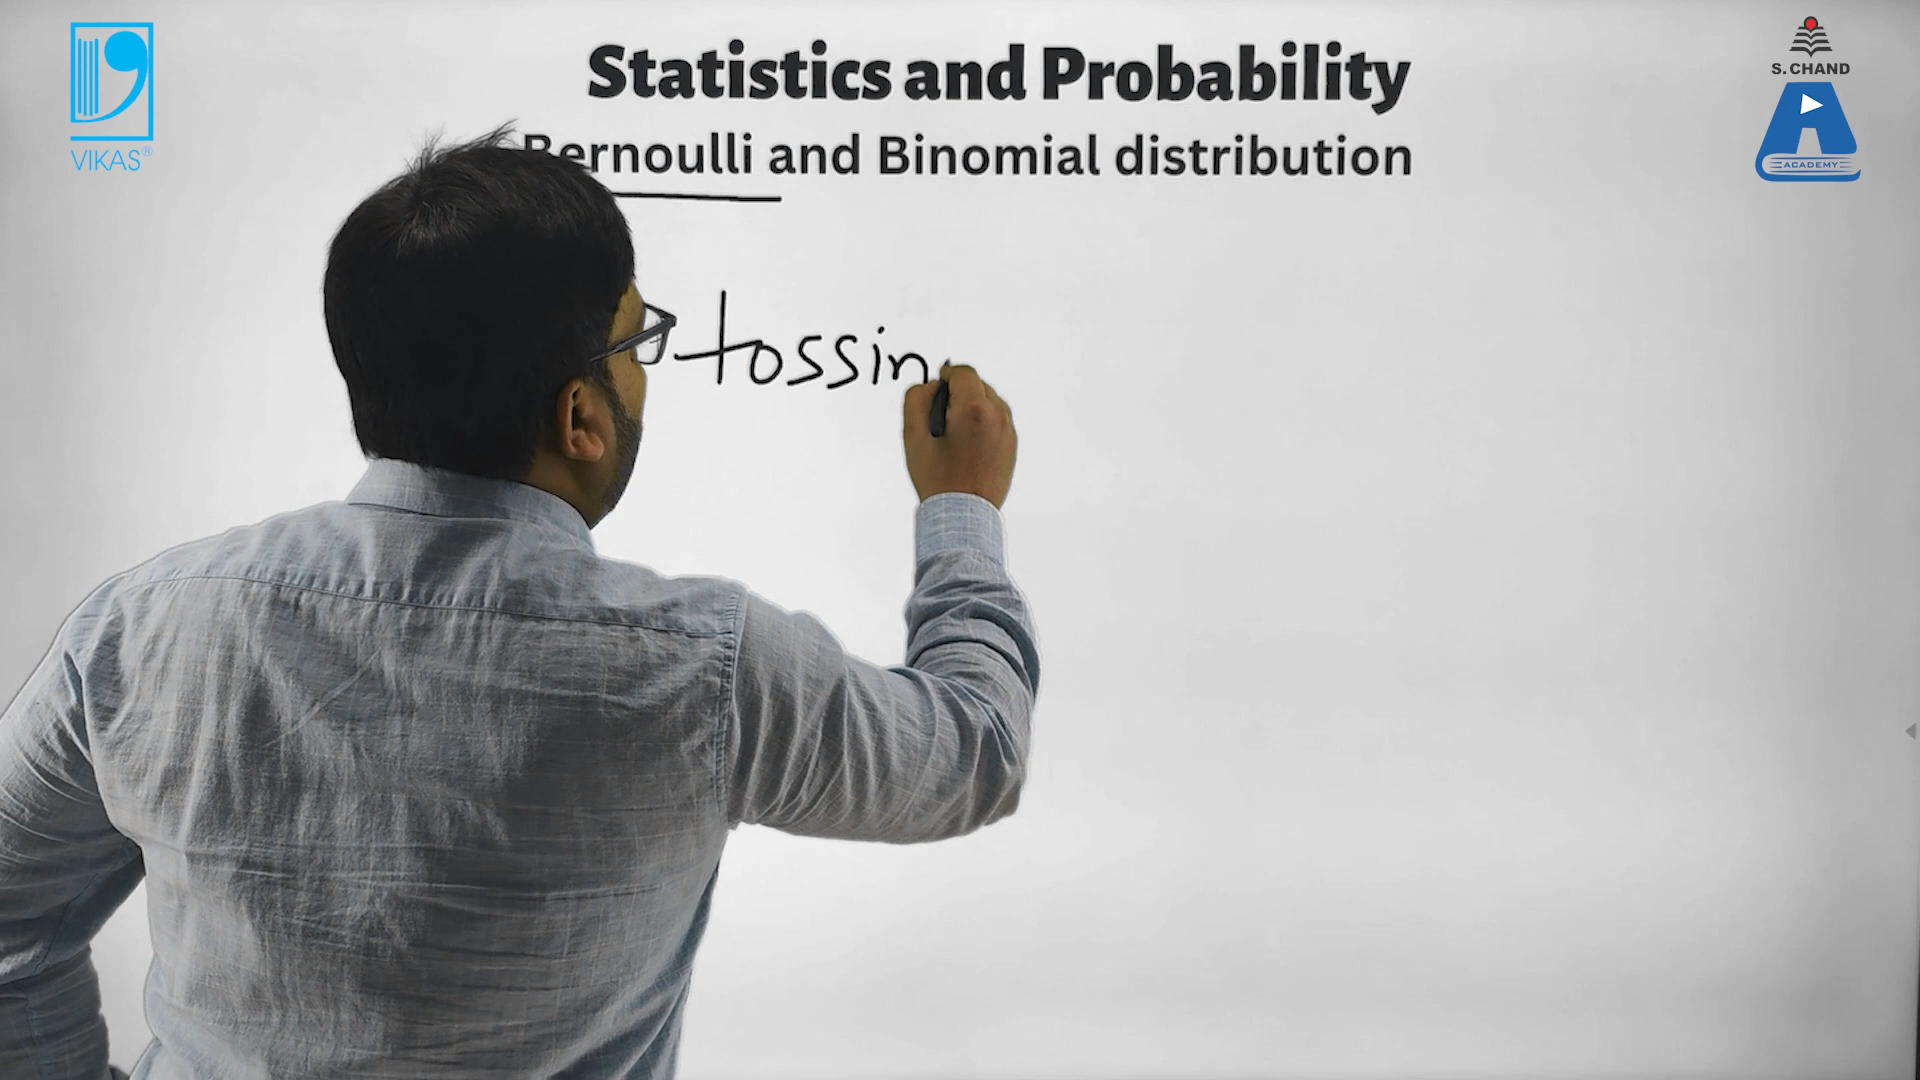 VIKAS®
Statistics and Probability
Bernoulli and Binomial distribution
tossin
S. CHAND
ACADEMY